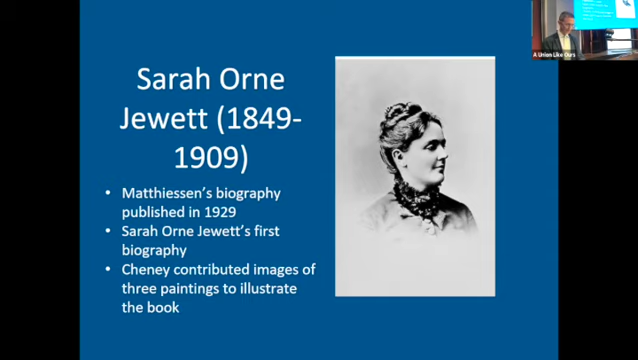 Sarah Orne
Jewett (1849-
1909)
• Matthiessen's biography
published in 1929
• Sarah Orne Jewett's first
biography
• Cheney contributed images of
three paintings to illustrate
the book
A Union Like Ours